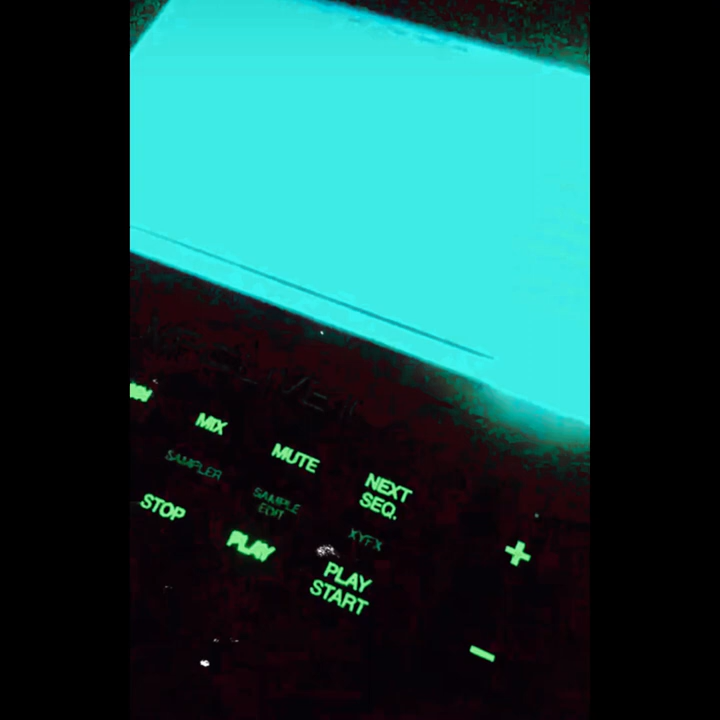 MIX
MUTE
NEXT
SEQ.
SAMPLER
SAMPLE
EDIT
XYFX
STOP
PLAY
PLAY
START
+
-